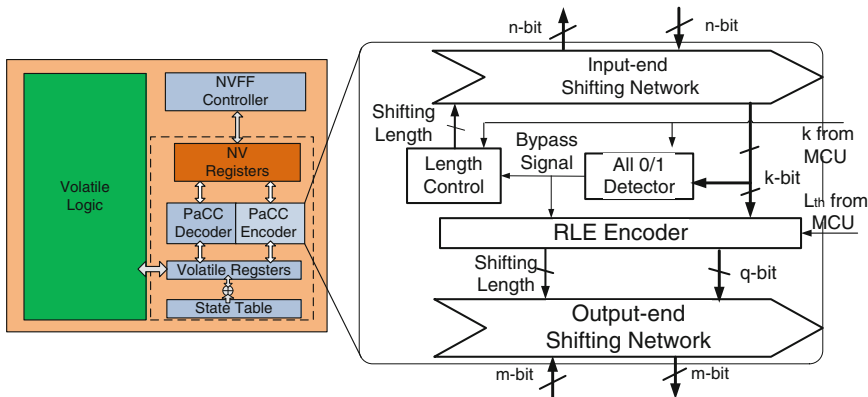 NVFF
Controller
NV
Registers
Volatile
Logic
PaCC
Decoder
PaCC
Encoder
Volatile Regsters
State Table
n-bit
n-bit
Input-end
Shifting Network
Shifting
Length
k from
MCU
Bypass
Signal
Length
Control
All 0/1
Detector
k-bit
Lth from
MCU
RLE Encoder
Shifting
Length
q-bit
Output-end
Shifting Network
m-bit
m-bit